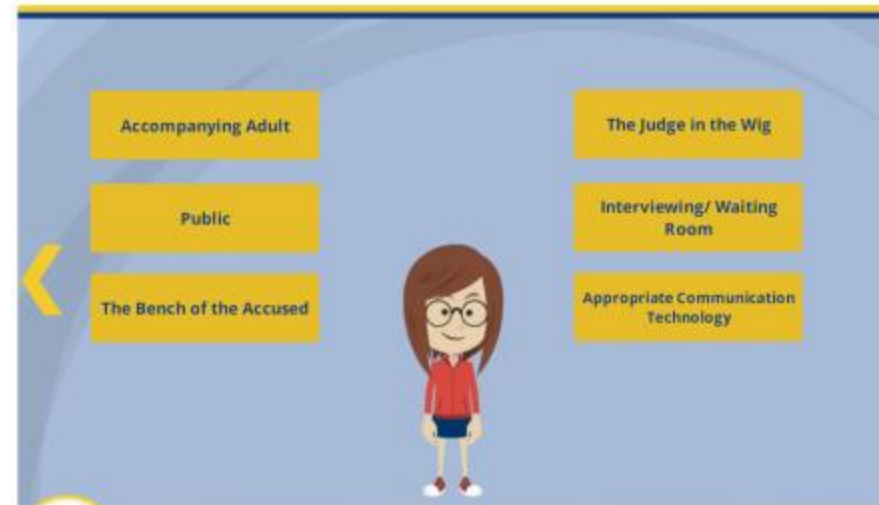 Accompanying Adult
Public
The Bench of the Accused
The Judge in the Wig
Interviewing/ Waiting
Room
Appropriate Communication
Technology